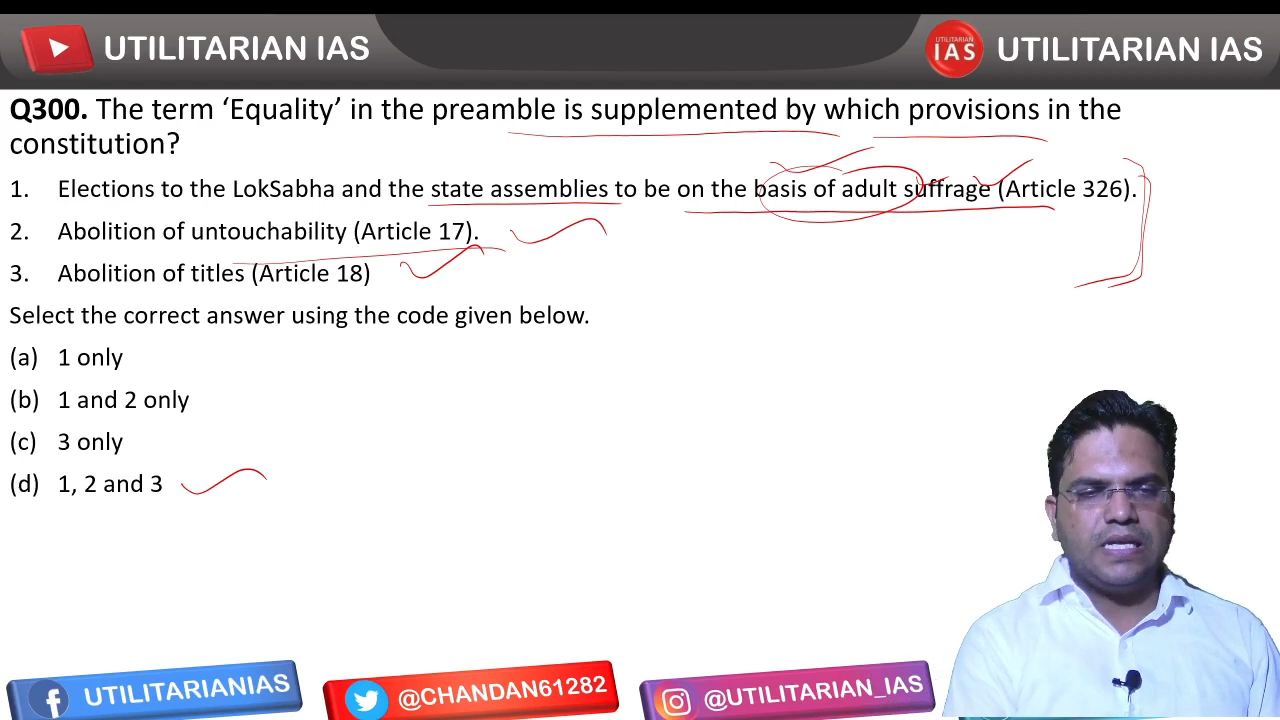 UTILITARIAN IAS
UTILITARIAN IAS UTILITARIAN IAS
Q300. The term ‘Equality’ in the preamble is supplemented by which provisions in the
constitution?
1. Elections to the LokSabha and the state assemblies to be on the basis of adult suffrage (Article 326).
2. Abolition of untouchability (Article 17).
3. Abolition of titles (Article 18)
Select the correct answer using the code given below.
(a) 1 only
(b) 1 and 2 only
(c) 3 only
(d) 1, 2 and 3
UTILITARIANIAS
@CHANDAN61282
@UTILITARIAN_IAS